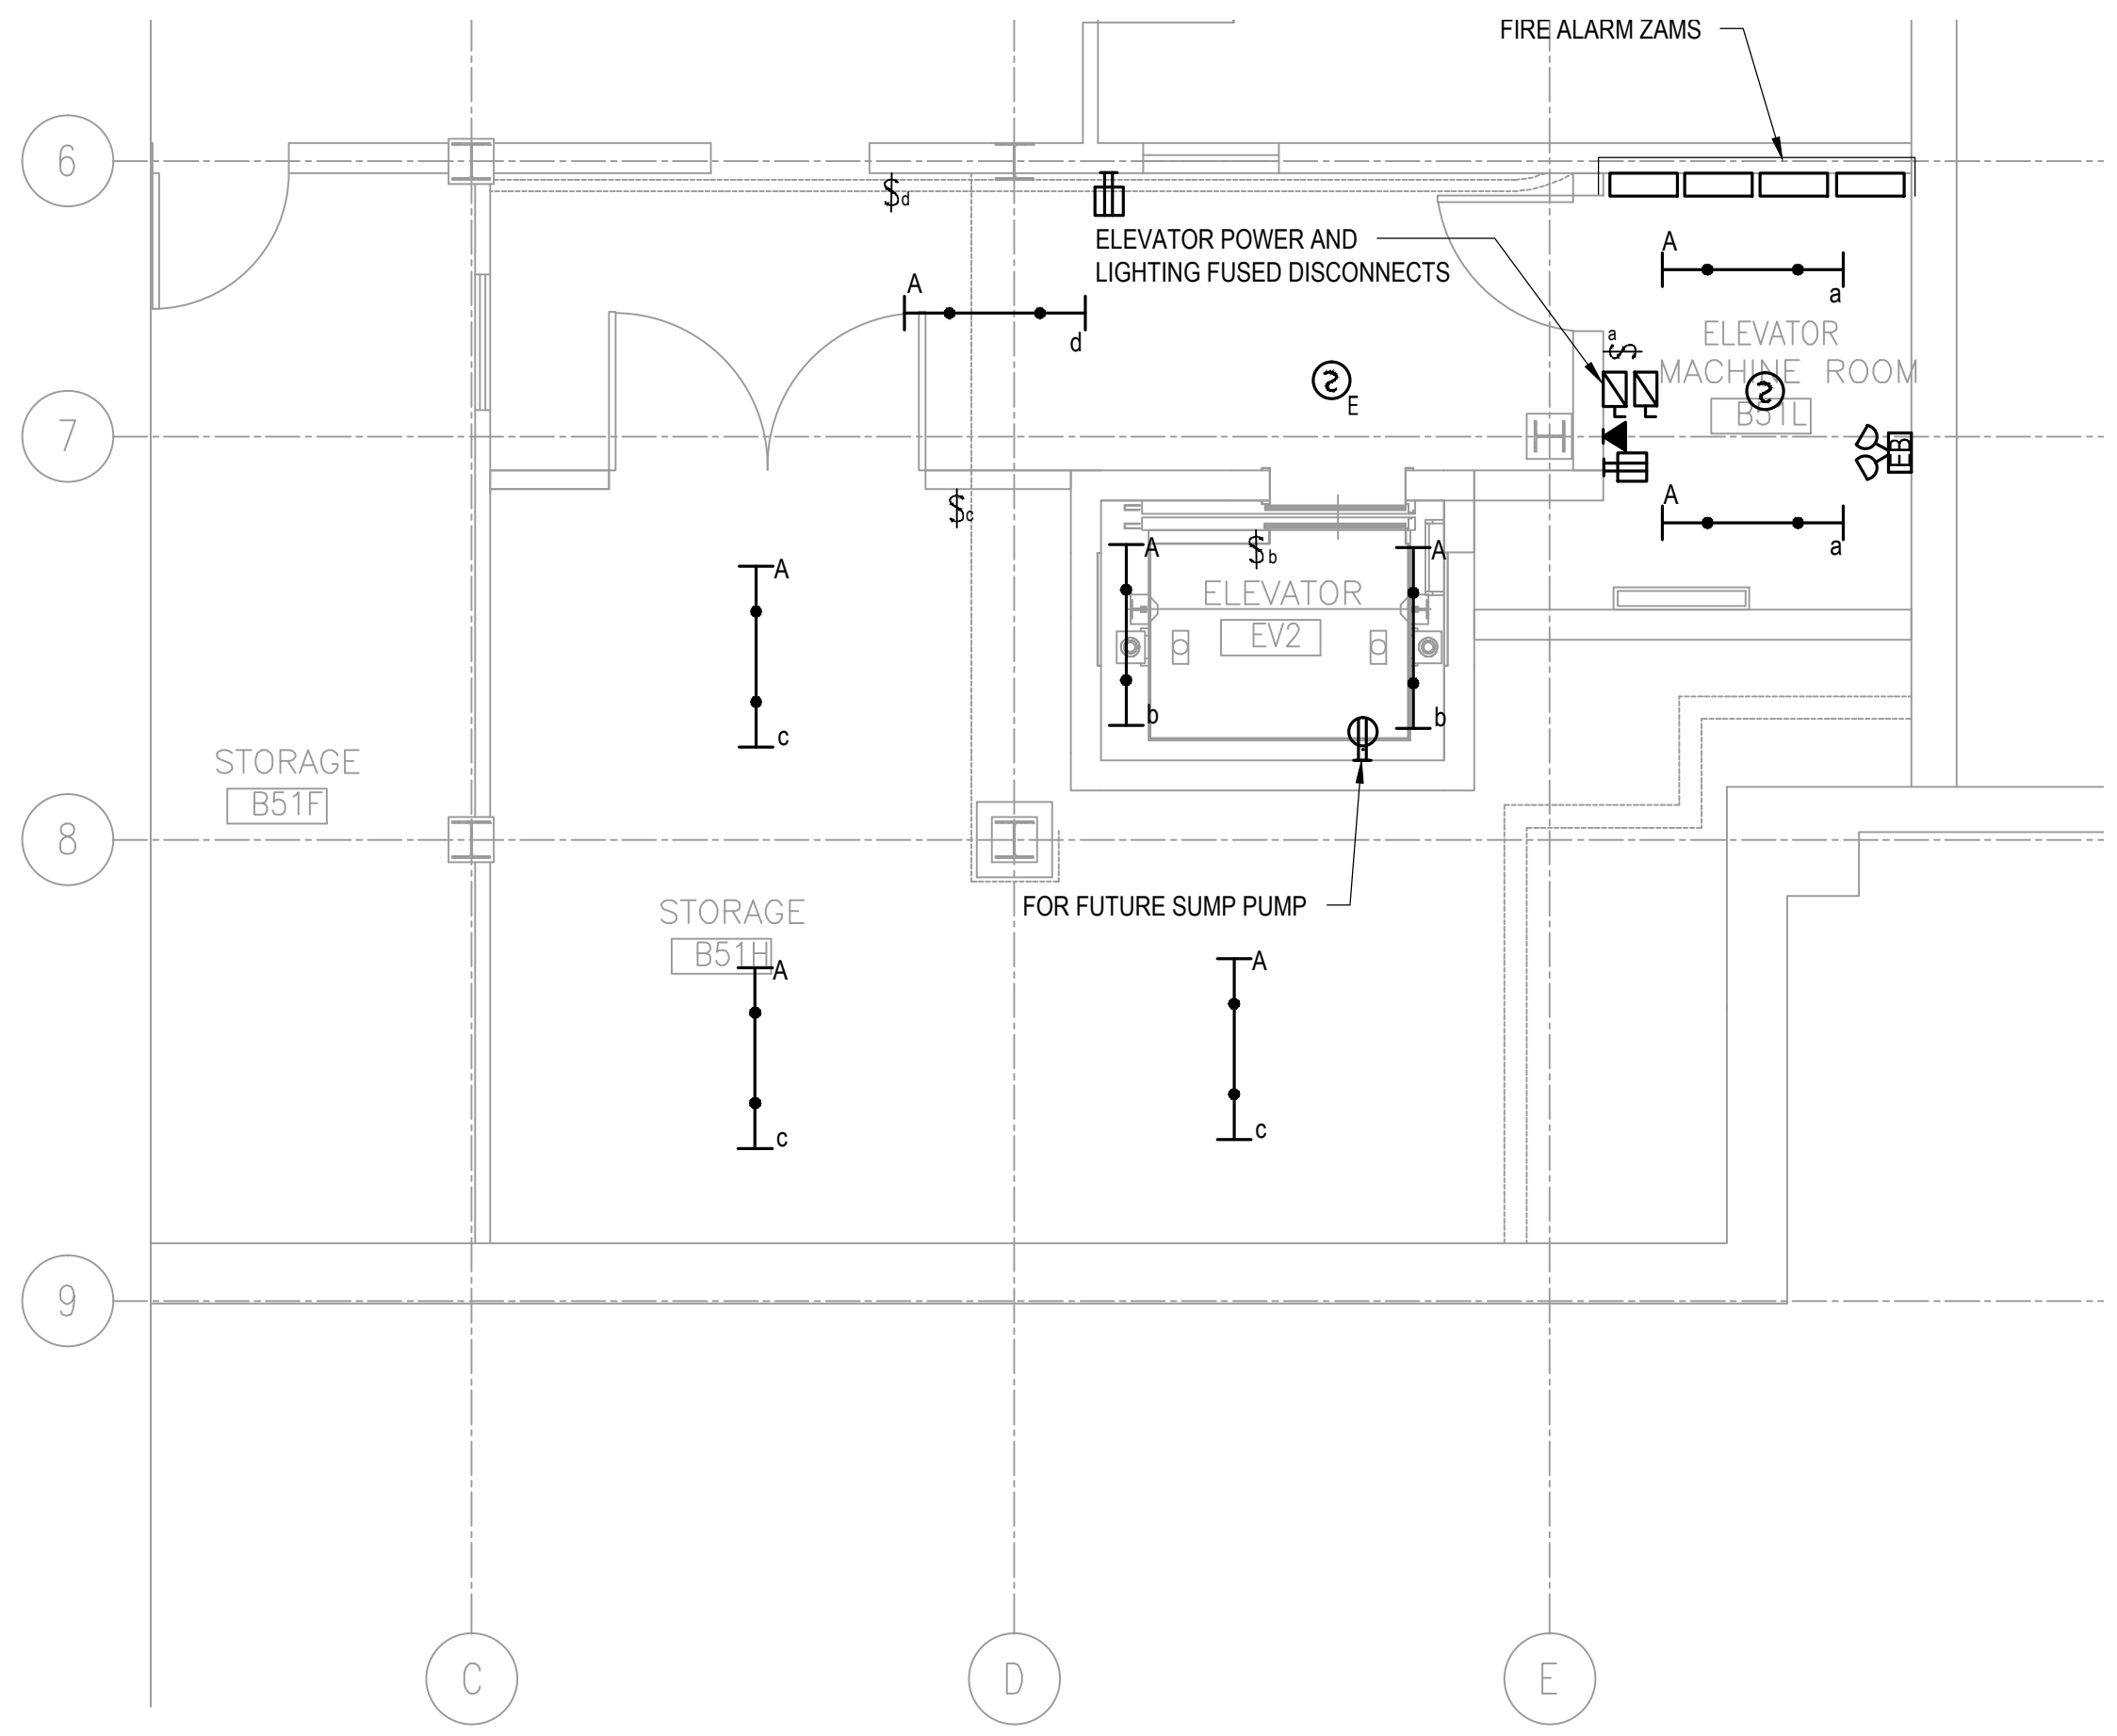 FIRE ALARM ZAMS
6
$d
ELEVATOR POWER AND
LIGHTING FUSED DISCONNECTS
A
a
A
d
a
$
ELEVATOR
MACHINE ROOM
B51L
S
E
S
7
EB
A
a
$c
$b
A
A
A
c
ELEVATOR
EV2
b
b
STORAGE
B51F
8
FOR FUTURE SUMP PUMP
STORAGE
B51H
A
A
c
c
9
C
D
E